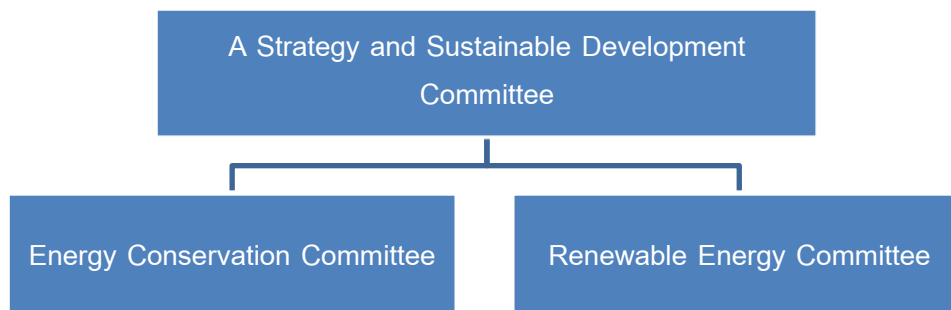 A Strategy and Sustainable Development
Committee
Energy Conservation Committee
Renewable Energy Committee